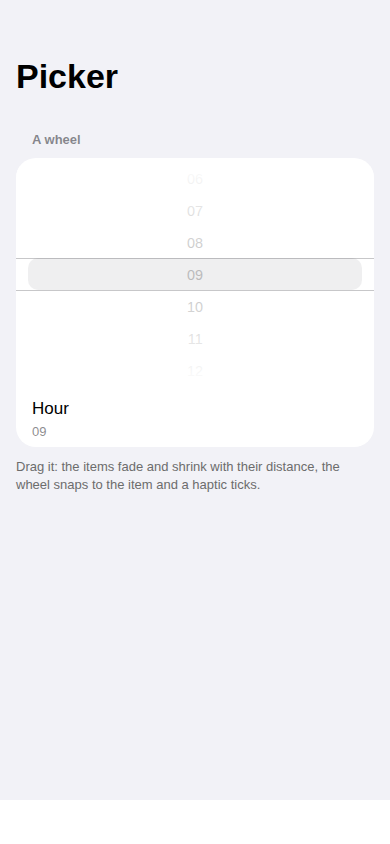 Picker
A wheel
06
07
08
09
10
11
12
Hour
09
Drag it: the items fade and shrink with their distance, the
wheel snaps to the item and a haptic ticks.